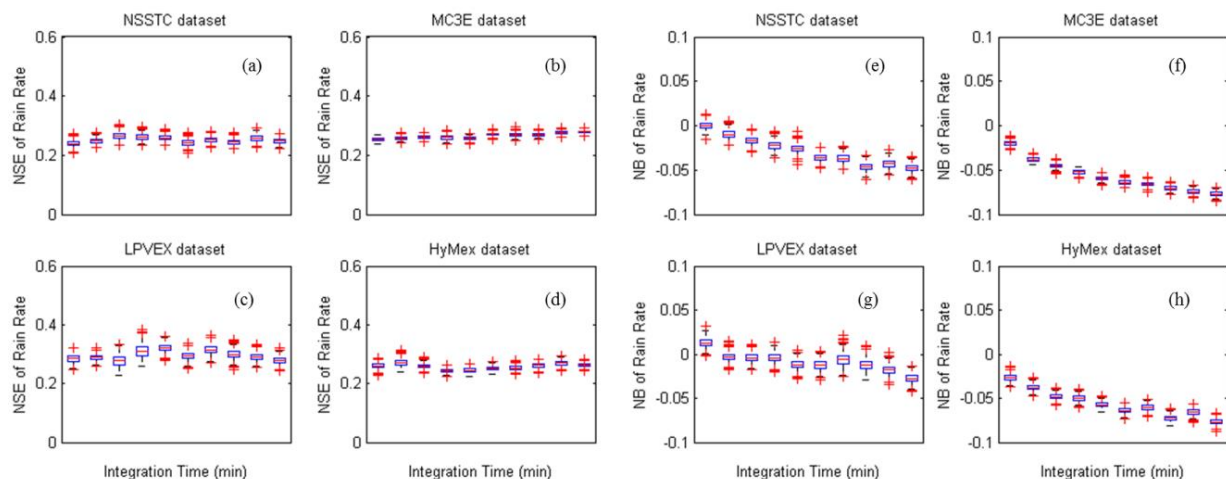 NSSTC dataset
0.6
0.4
0.2
0
NSE of Rain Rate
(a)
MC3E dataset
0.6
0.4
0.2
0
NSE of Rain Rate
(b)
NSSTC dataset
0.1
0.05
0
-0.05
-0.1
NB of Rain Rate
(e)
MC3E dataset
0.1
0.05
0
-0.05
-0.1
NB of Rain Rate
(f)
LPVEX dataset
0.6
0.4
0.2
0
NSE of Rain Rate
(c)
Integration Time (min)
HyMex dataset
0.6
0.4
0.2
0
NSE of Rain Rate
(d)
Integration Time (min)
LPVEX dataset
0.1
0.05
0
-0.05
-0.1
NB of Rain Rate
(g)
Integration Time (min)
HyMex dataset
0.1
0.05
0
-0.05
-0.1
NB of Rain Rate
(h)
Integration Time (min)